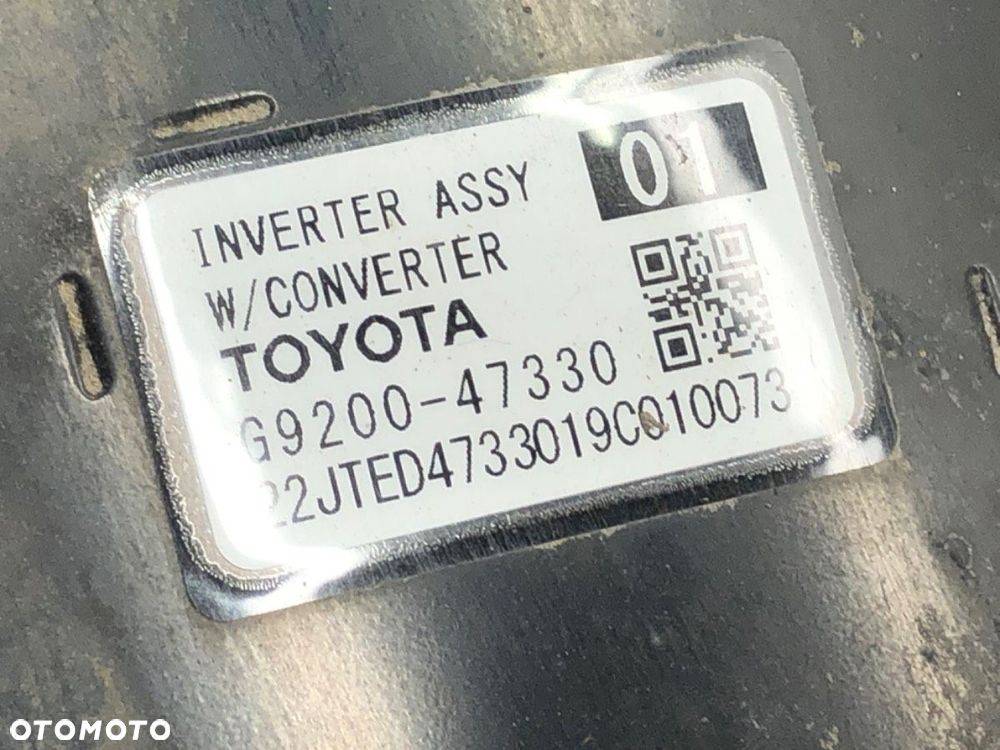 01
INVERTER ASSY
W/CONVERTER
TOYOTA
G9200-47330
22JTED4733019C010073
OTOMOTO